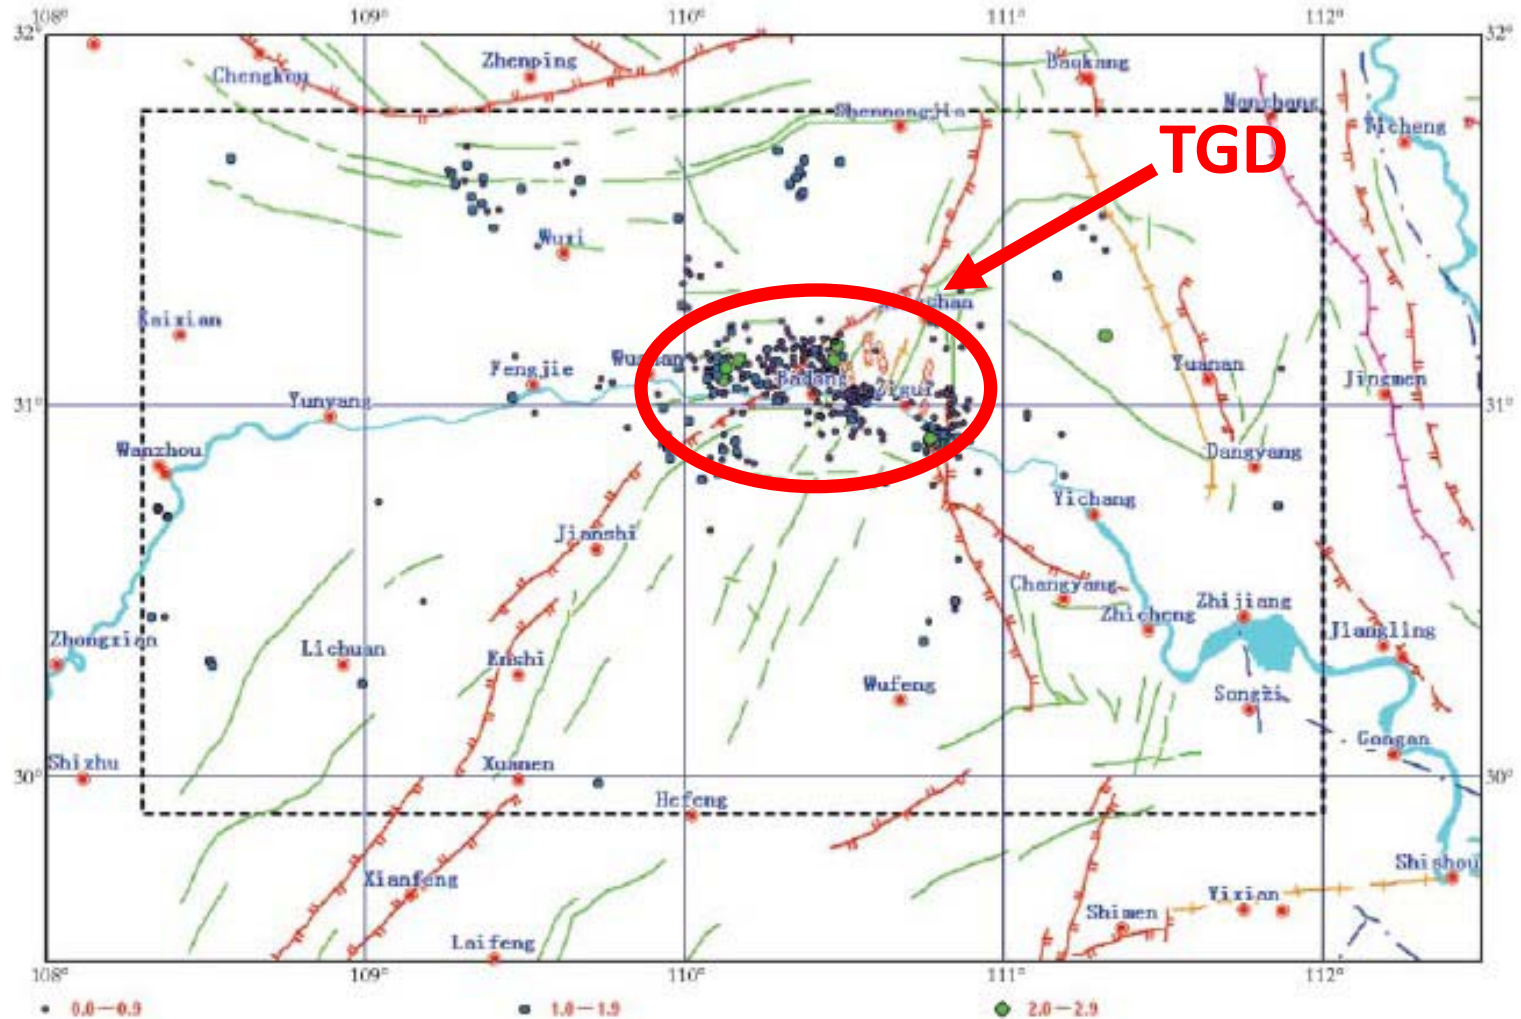 108° 109° 110° 111° 112°
32° 32°
Zhenping
Baokang
Chengkou
Nanzhang
Shennongjia
Yicheng
TGD
Wuxi
Kaixian
Yuanan
Fengjie
Badong
Zigui
Jingmen
Yunyang
31° 31°
Wanzhou
Dangyang
Yichang
Jianshi
Changyang
Zhicheng
Zhijiang
Zhongxian
Lichuan
Jiangling
Enshi
Wufeng
Songzi
Gongan
Shizhu
Xuanen
30° 30°
Hefeng
Shishou
Xianfeng
Yixian
Shimen
Laifeng
108° 109° 110° 111° 112°
0.0—0.9 1.0—1.9 2.0—2.9